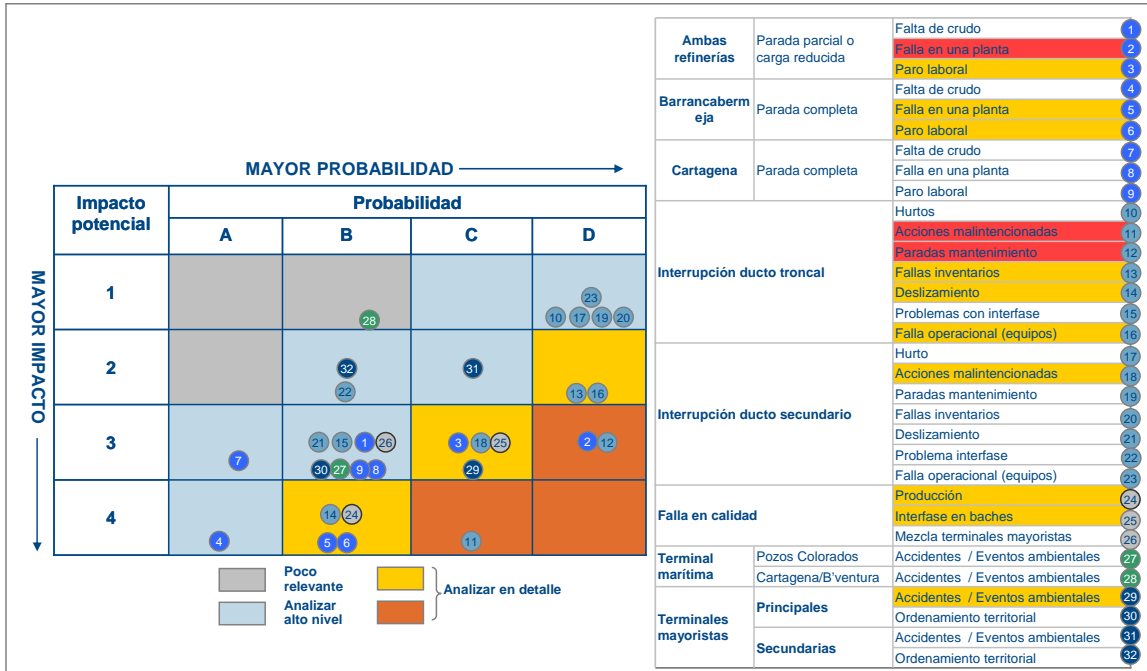 MAYOR PROBABILIDAD
MAYOR IMPACTO
Impacto potencial
Probabilidad
A B C D
1
23
28 10 17 19 20
2
32 31
22 13 16
3
21 15 1 26 3 18 25 2 12
7
30 27 9 8 29
4
14 24
4 5 6 11
Poco relevante
Analizar alto nivel
Analizar en detalle
Ambas refinerías Parada parcial o carga reducida
Falta de crudo 1
Falla en una planta 2
Paro laboral 3
Barrancabermeja Parada completa
Falta de crudo 4
Falla en una planta 5
Paro laboral 6
Cartagena Parada completa
Falta de crudo 7
Falla en una planta 8
Paro laboral 9
Interrupción ducto troncal
Hurtos 10
Acciones malintencionadas 11
Paradas mantenimiento 12
Fallas inventarios 13
Deslizamiento 14
Problemas con interfase 15
Falla operacional (equipos) 16
Interrupción ducto secundario
Hurto 17
Acciones malintencionadas 18
Paradas mantenimiento 19
Fallas inventarios 20
Deslizamiento 21
Problema interfase 22
Falla operacional (equipos) 23
Falla en calidad
Producción 24
Interfase en baches 25
Mezcla terminales mayoristas 26
Terminal marítima
Pozos Colorados Accidentes / Eventos ambientales 27
Cartagena/B'ventura Accidentes / Eventos ambientales 28
Terminales mayoristas
Principales
Accidentes / Eventos ambientales 29
Ordenamiento territorial 30
Secundarias
Accidentes / Eventos ambientales 31
Ordenamiento territorial 32